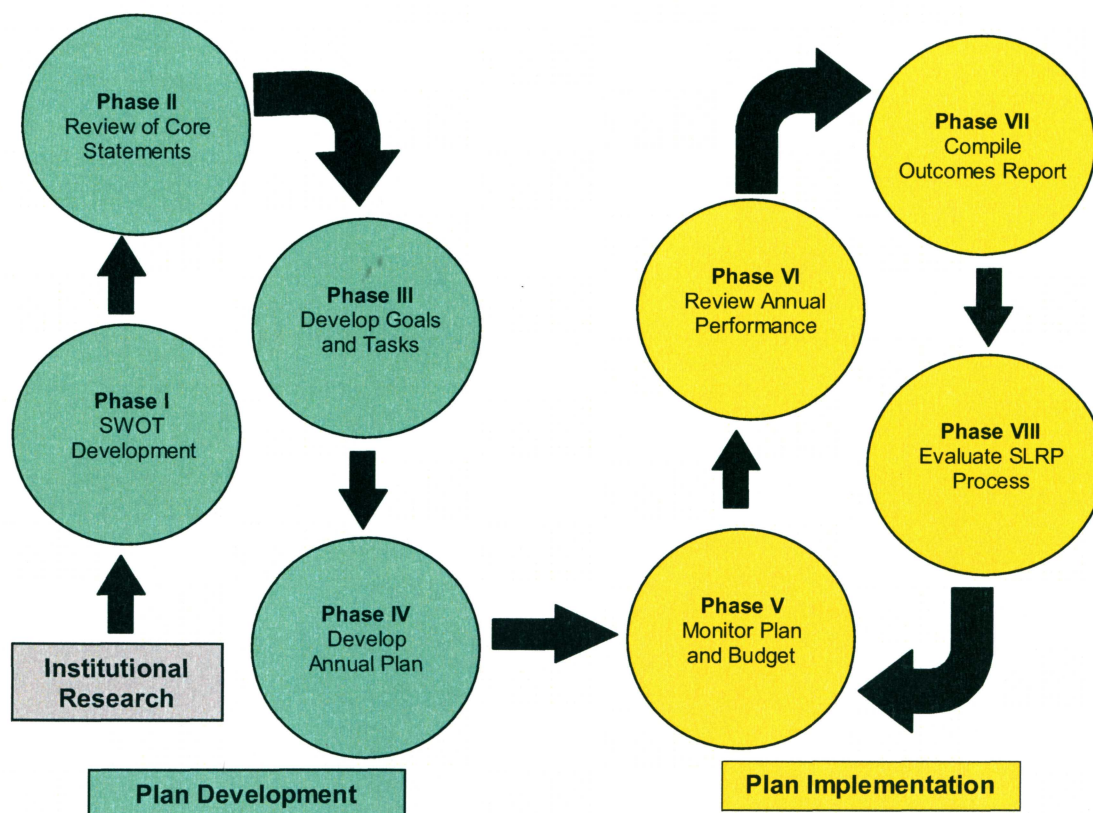 Phase I
SWOT
Development
Phase II
Review of Core
Statements
Phase III
Develop Goals
and Tasks
Phase IV
Develop
Annual Plan
Institutional
Research
Plan Development
Phase V
Monitor Plan
and Budget
Phase VI
Review Annual
Performance
Phase VII
Compile
Outcomes Report
Phase VIII
Evaluate SLRP
Process
Plan Implementation